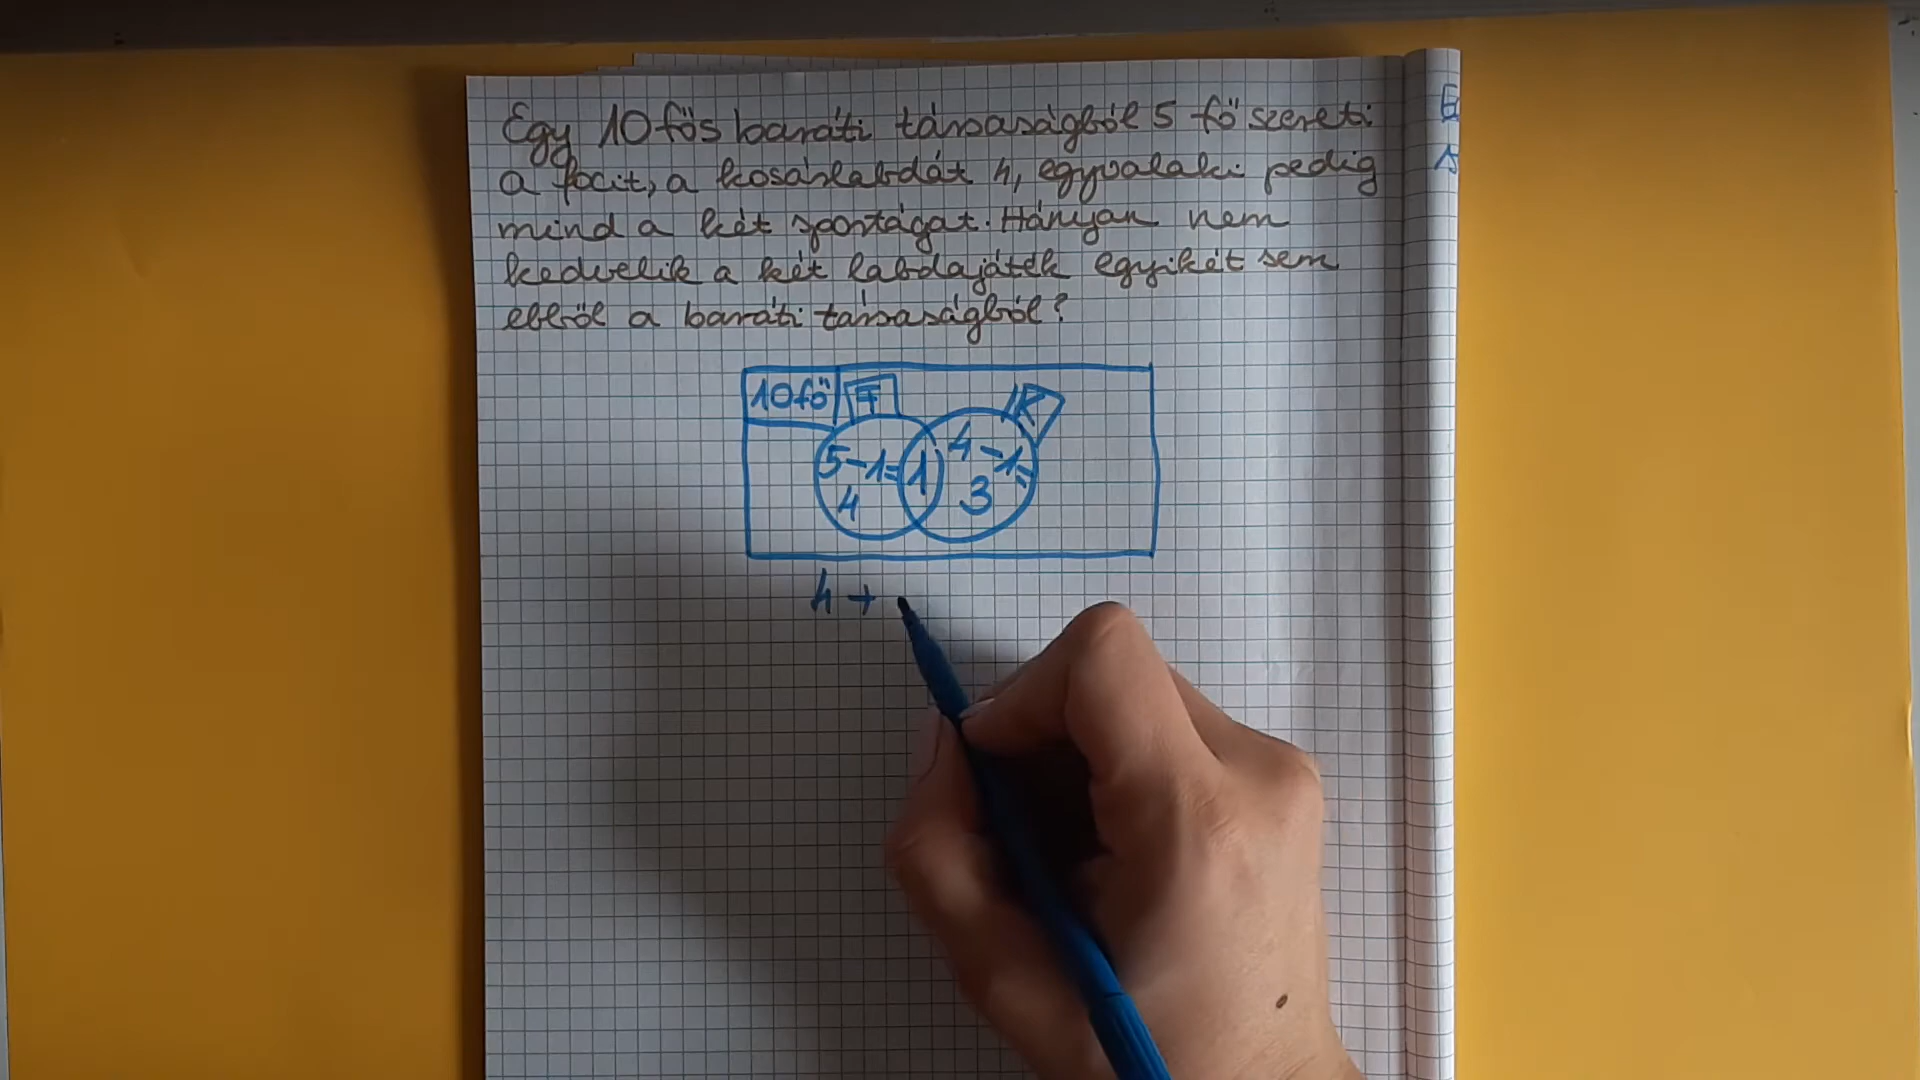 Egy 10 fős baráti társaságból 5 fő szereti
a focit, a kosárlabdát 4, egyvalaki pedig
mind a két sportágat. Hányan nem
kedvelik a két labdajáték egyikét sem
ebből a baráti társaságból?
10 fő F K
5-1= 1 4-1=
4 3
4 +